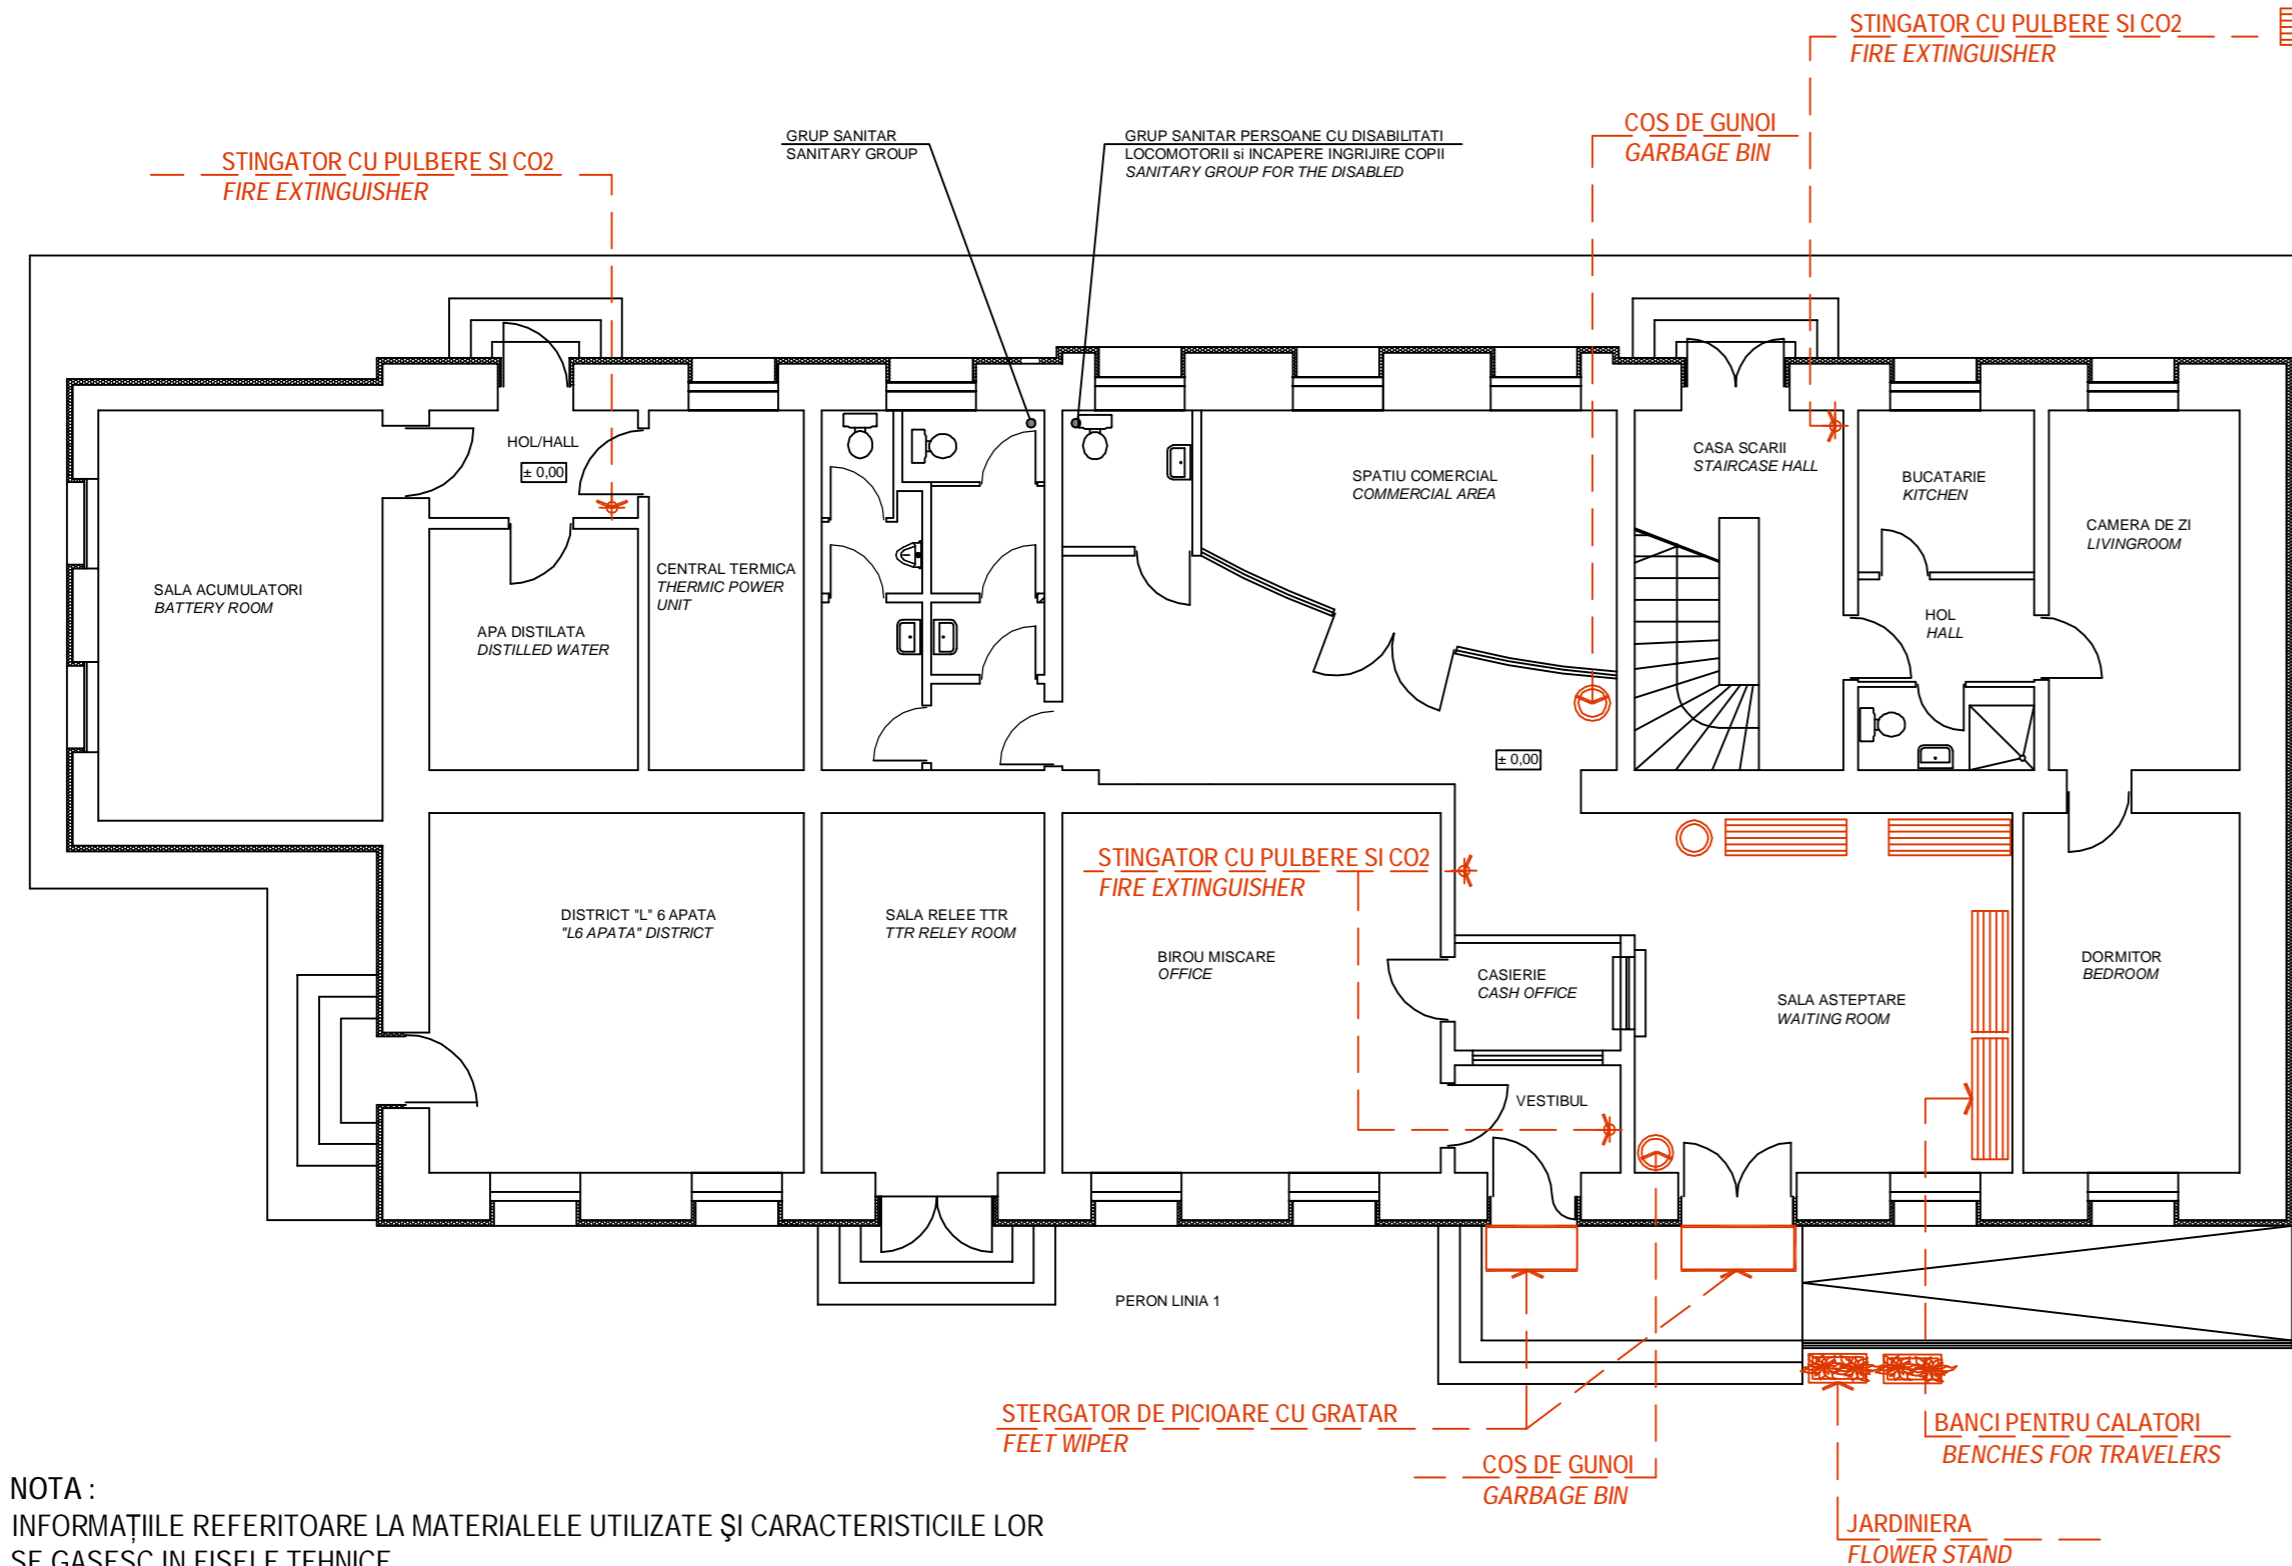 STINGATOR CU PULBERE SI CO2
FIRE EXTINGUISHER
COS DE GUNOI
GARBAGE BIN
GRUP SANITAR
SANITARY GROUP
GRUP SANITAR PERSOANE CU DISABILITATI
LOCOMOTORII si INCAPERE INGRIJIRE COPII
SANITARY GROUP FOR THE DISABLED
STINGATOR CU PULBERE SI CO2
FIRE EXTINGUISHER
HOL/HALL
± 0,00
CASA SCARII
STAIRCASE HALL
SPATIU COMERCIAL
COMMERCIAL AREA
BUCATARIE
KITCHEN
CAMERA DE ZI
LIVINGROOM
CENTRAL TERMICA
THERMIC POWER
UNIT
SALA ACUMULATORI
BATTERY ROOM
APA DISTILATA
DISTILLED WATER
HOL
HALL
± 0,00
STINGATOR CU PULBERE SI CO2
FIRE EXTINGUISHER
DISTRICT "L" 6 APATA
"L6 APATA" DISTRICT
SALA RELEE TTR
TTR RELEY ROOM
BIROU MISCARE
OFFICE
CASIERIE
CASH OFFICE
SALA ASTEPTARE
WAITING ROOM
DORMITOR
BEDROOM
VESTIBUL
PERON LINIA 1
STERGATOR DE PICIOARE CU GRATAR
FEET WIPER
BANCI PENTRU CALATORI
BENCHES FOR TRAVELERS
COS DE GUNOI
GARBAGE BIN
JARDINIERA
FLOWER STAND
NOTA :
INFORMAȚIILE REFERITOARE LA MATERIALELE UTILIZATE ŞI CARACTERISTICILE LOR
SE GASESC IN FISELE TEHNICE